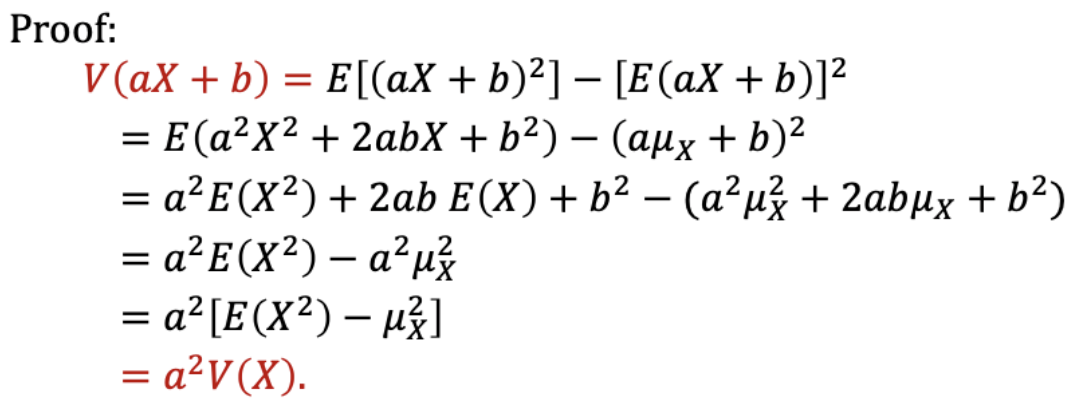 Proof:
V(aX + b) = E[(aX + b)²] − [E(aX + b)]²
= E(a²X² + 2abX + b²) − (aμ_X + b)²
= a²E(X²) + 2ab E(X) + b² − (a²μ_X² + 2abμ_X + b²)
= a²E(X²) − a²μ_X²
= a²[E(X²) − μ_X²]
= a²V(X).